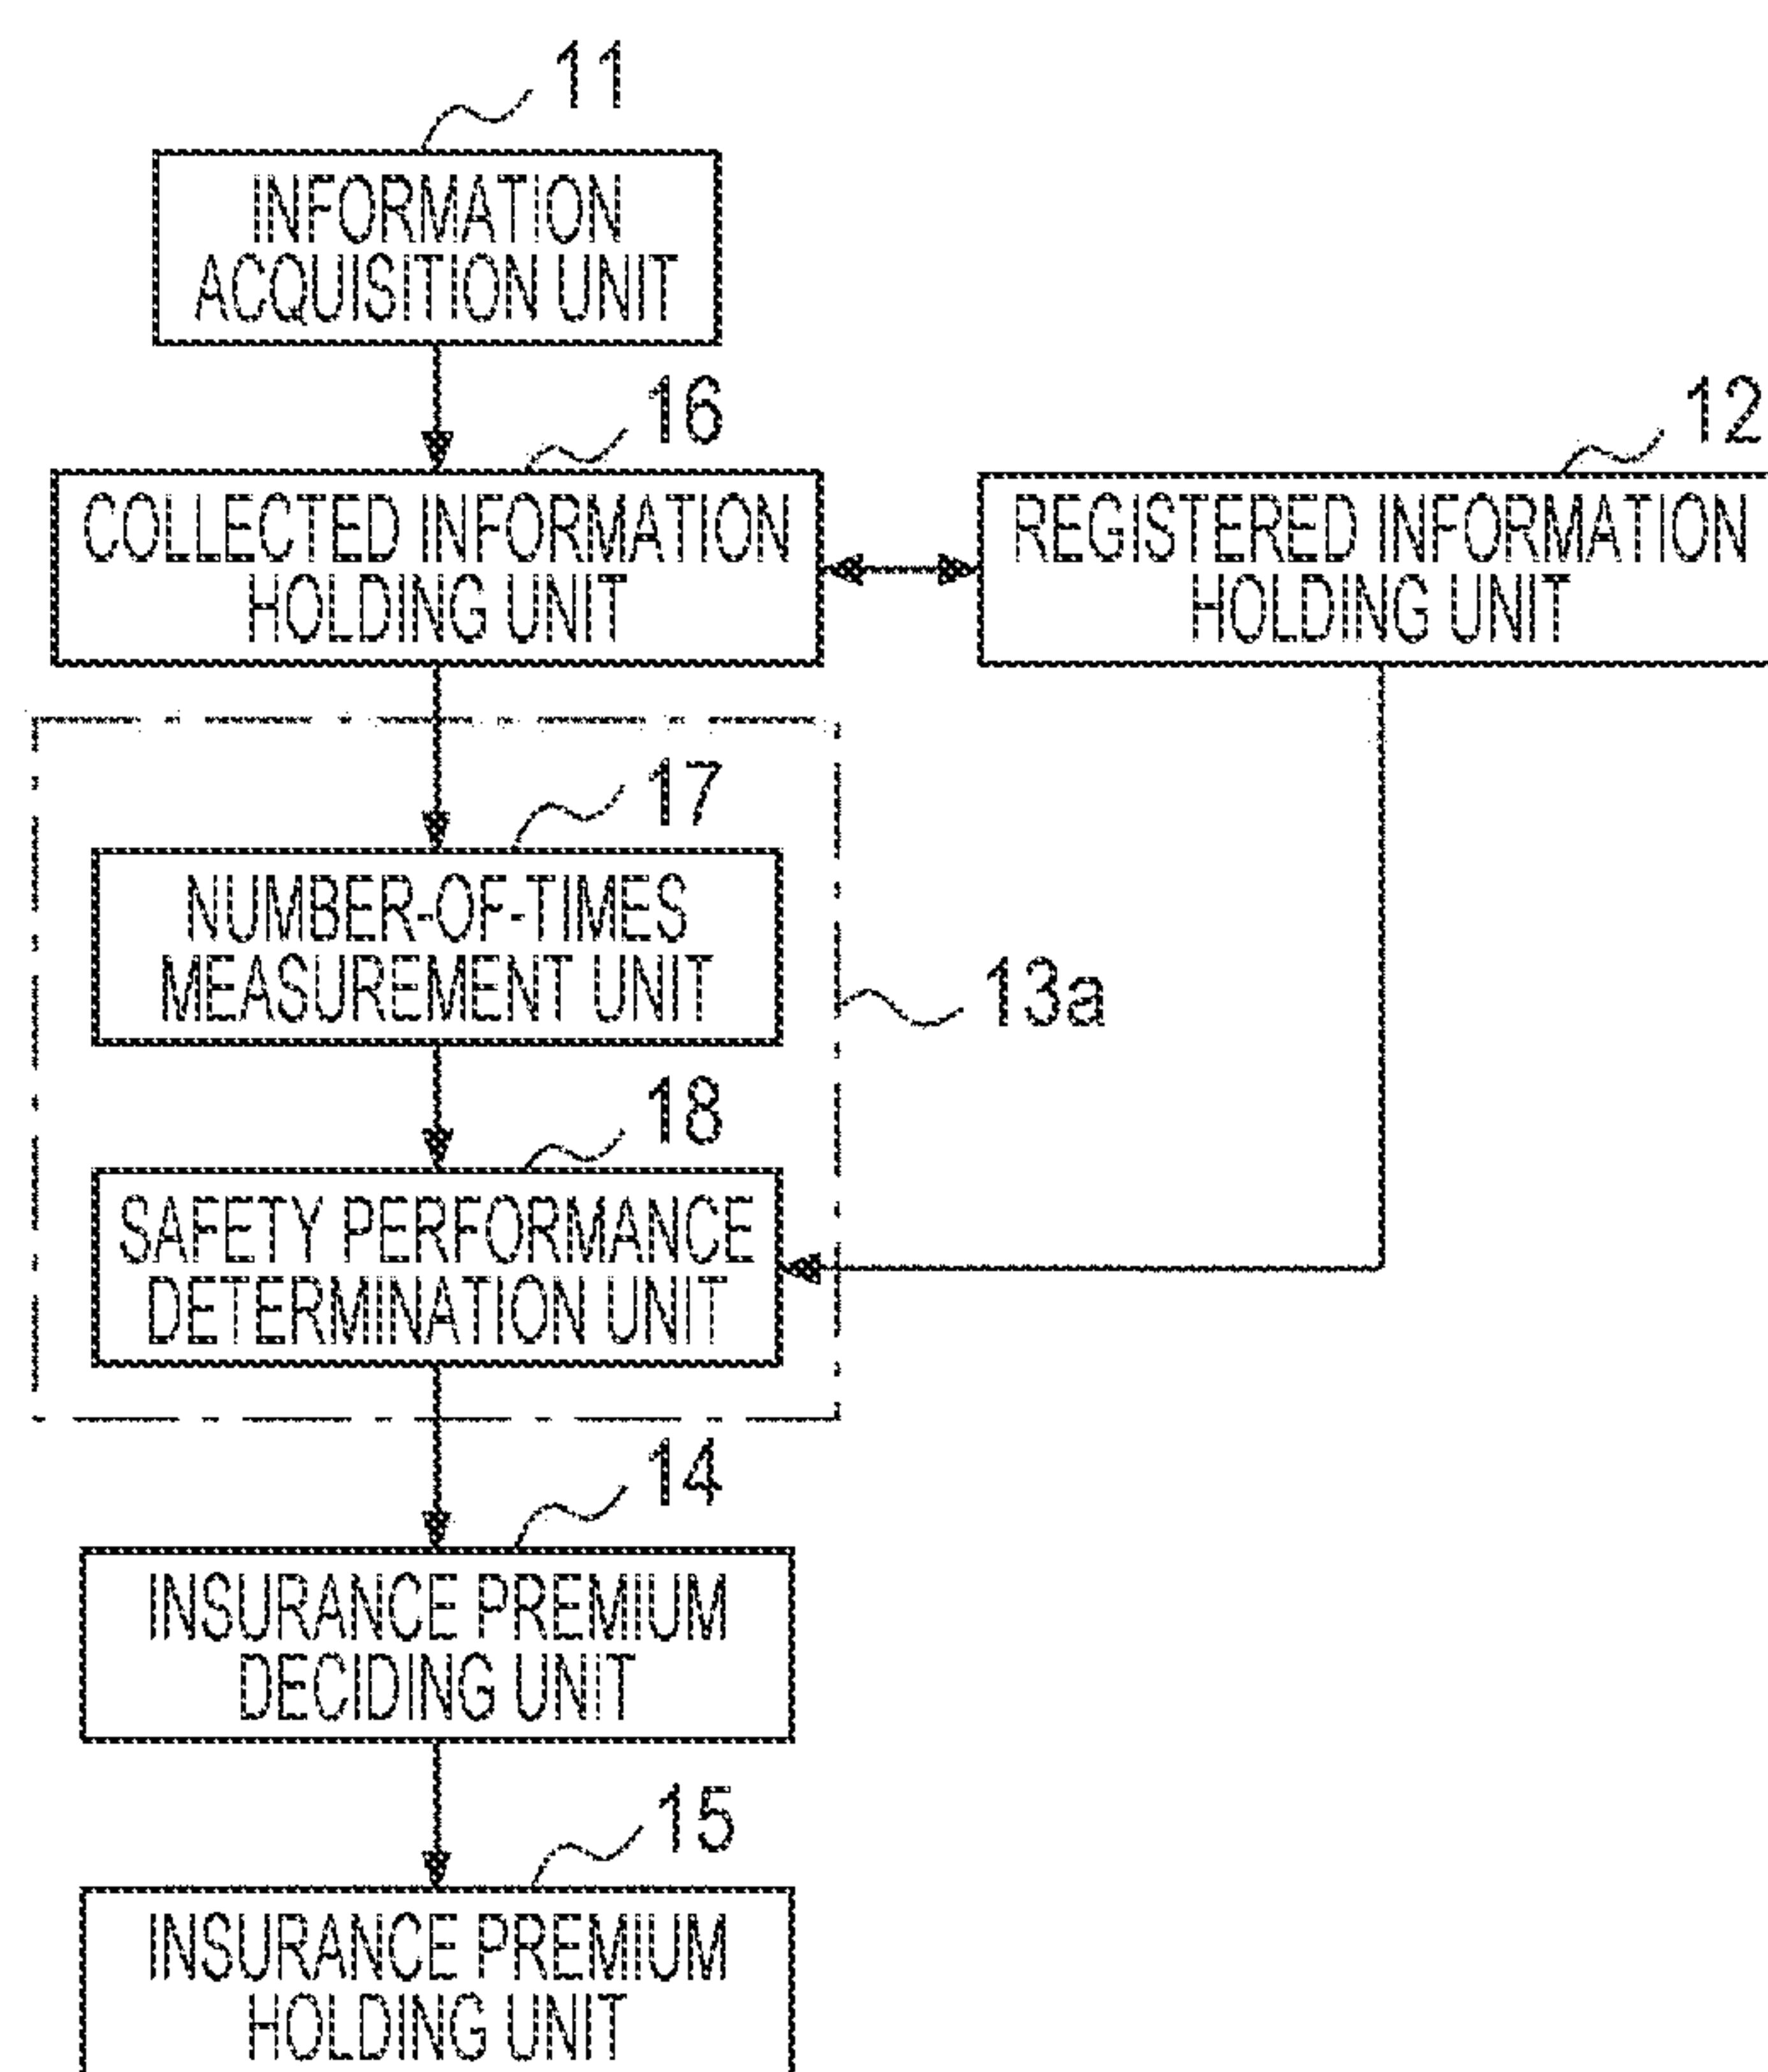 11
INFORMATION
ACQUISITION UNIT
16
12
COLLECTED INFORMATION
HOLDING UNIT
REGISTERED INFORMATION
HOLDING UNIT
17
NUMBER-OF-TIMES
MEASUREMENT UNIT
13a
18
SAFETY PERFORMANCE
DETERMINATION UNIT
14
INSURANCE PREMIUM
DECIDING UNIT
15
INSURANCE PREMIUM
HOLDING UNIT